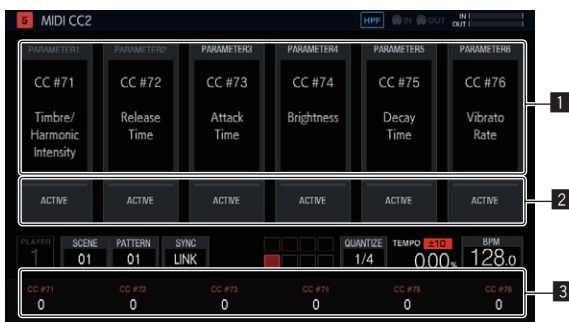 6 MIDI CC2 HPF IN OUT IN OUT
PARAMETER1 PARAMETER2 PARAMETER3 PARAMETER4 PARAMETER5 PARAMETER6
CC #71 CC #72 CC #73 CC #74 CC #75 CC #76
Timbre/ Harmonic Intensity
Release Time
Attack Time
Brightness
Decay Time
Vibrato Rate
1
ACTIVE ACTIVE ACTIVE ACTIVE ACTIVE ACTIVE
2
PLAYER SCENE PATTERN SYNC QUANTIZE TEMPO ±10 BPM
1 01 01 LINK 1/4 0.00% 128.0
CC #71 CC #72 CC #73 CC #74 CC #75 CC #76
0 0 0 0 0 0
3